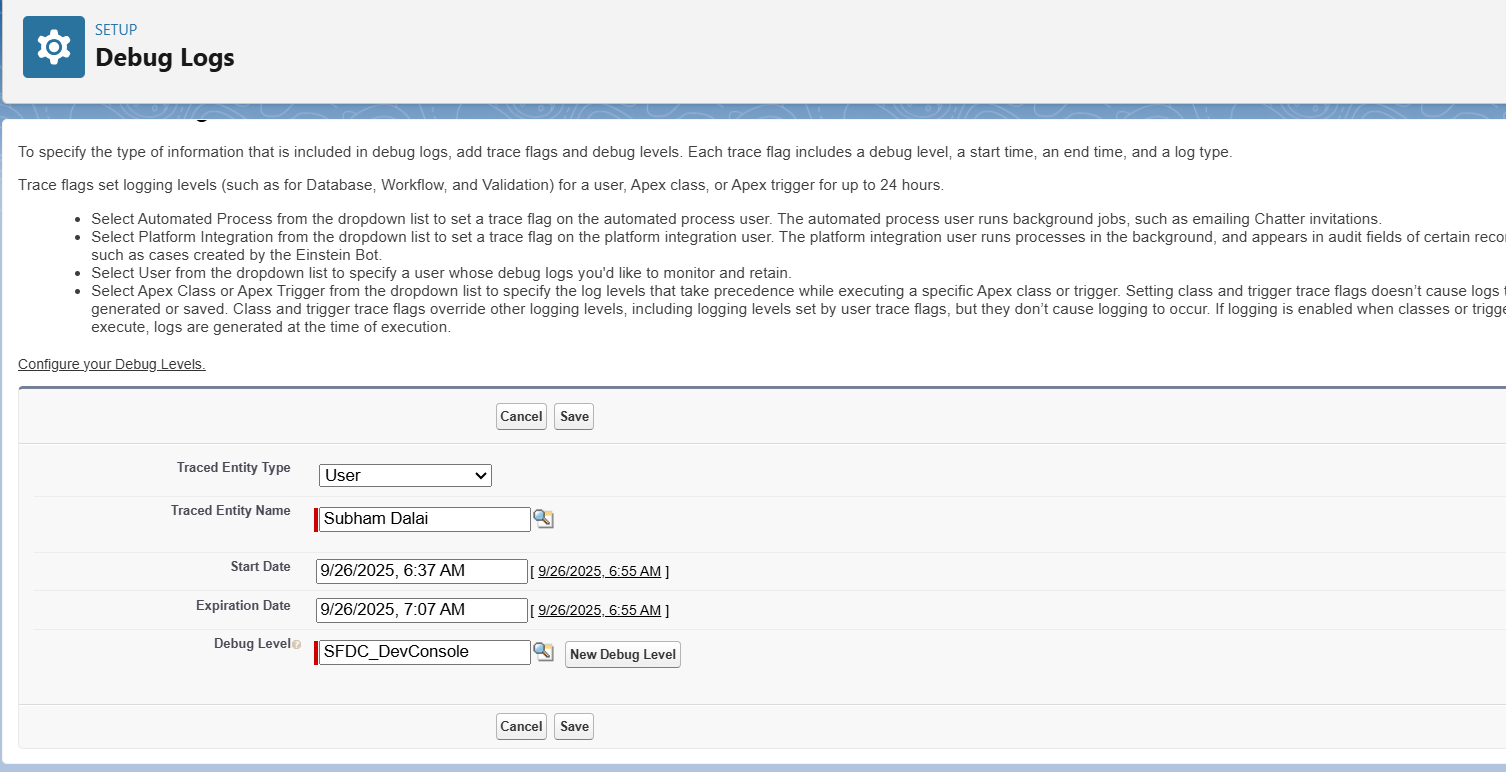 SETUP
Debug Logs
To specify the type of information that is included in debug logs, add trace flags and debug levels. Each trace flag includes a debug level, a start time, an end time, and a log type.
Trace flags set logging levels (such as for Database, Workflow, and Validation) for a user, Apex class, or Apex trigger for up to 24 hours.
• Select Automated Process from the dropdown list to set a trace flag on the automated process user. The automated process user runs background jobs, such as emailing Chatter invitations.
• Select Platform Integration from the dropdown list to set a trace flag on the platform integration user. The platform integration user runs processes in the background, and appears in audit fields of certain
such as cases created by the Einstein Bot.
• Select User from the dropdown list to specify a user whose debug logs you'd like to monitor and retain.
• Select Apex Class or Apex Trigger from the dropdown list to specify the log levels that take precedence while executing a specific Apex class or trigger. Setting class and trigger trace flags doesn’t cause logs
generated or saved. Class and trigger trace flags override other logging levels, including logging levels set by user trace flags, but they don’t cause logging to occur. If logging is enabled when classes or
execute, logs are generated at the time of execution.
Configure your Debug Levels.
Cancel Save
Traced Entity Type User
Traced Entity Name Subham Dalai
Start Date 9/26/2025, 6:37 AM [ 9/26/2025, 6:55 AM ]
Expiration Date 9/26/2025, 7:07 AM [ 9/26/2025, 6:55 AM ]
Debug Level SFDC_DevConsole New Debug Level
Cancel Save